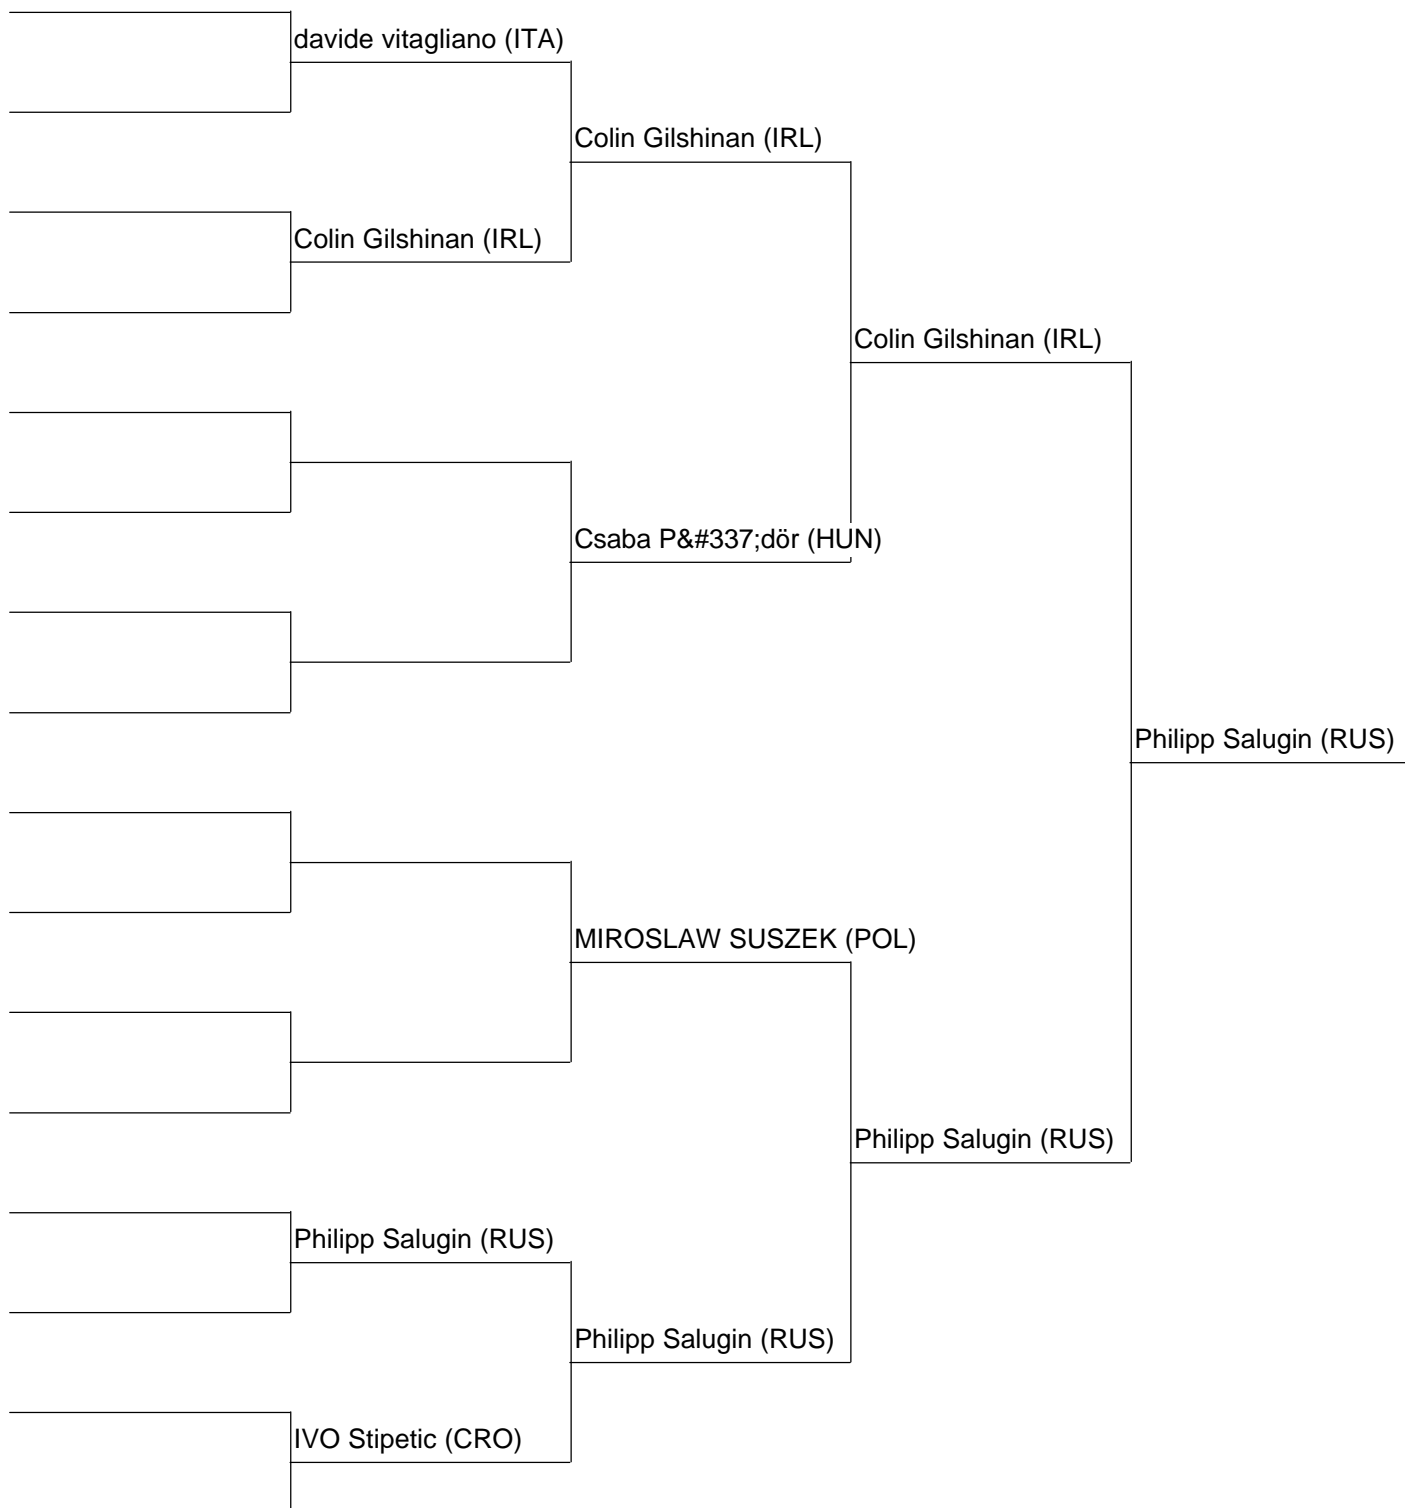 davide vitagliano (ITA)
Colin Gilshinan (IRL)
Colin Gilshinan (IRL)
Colin Gilshinan (IRL)
Csaba P&#337;dör (HUN)
Philipp Salugin (RUS)
MIROSLAW SUSZEK (POL)
Philipp Salugin (RUS)
Philipp Salugin (RUS)
Philipp Salugin (RUS)
IVO Stipetic (CRO)